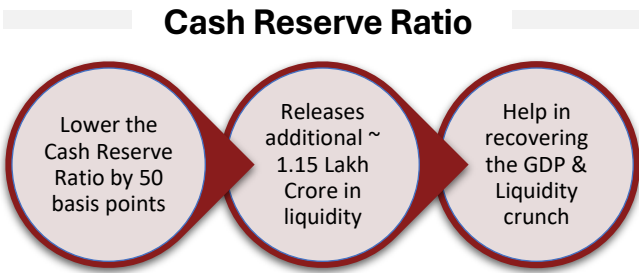 Cash Reserve Ratio
Lower the
Cash Reserve
Ratio by 50
basis points
Releases
additional ~
1.15 Lakh
Crore in
liquidity
Help in
recovering
the GDP &
Liquidity
crunch